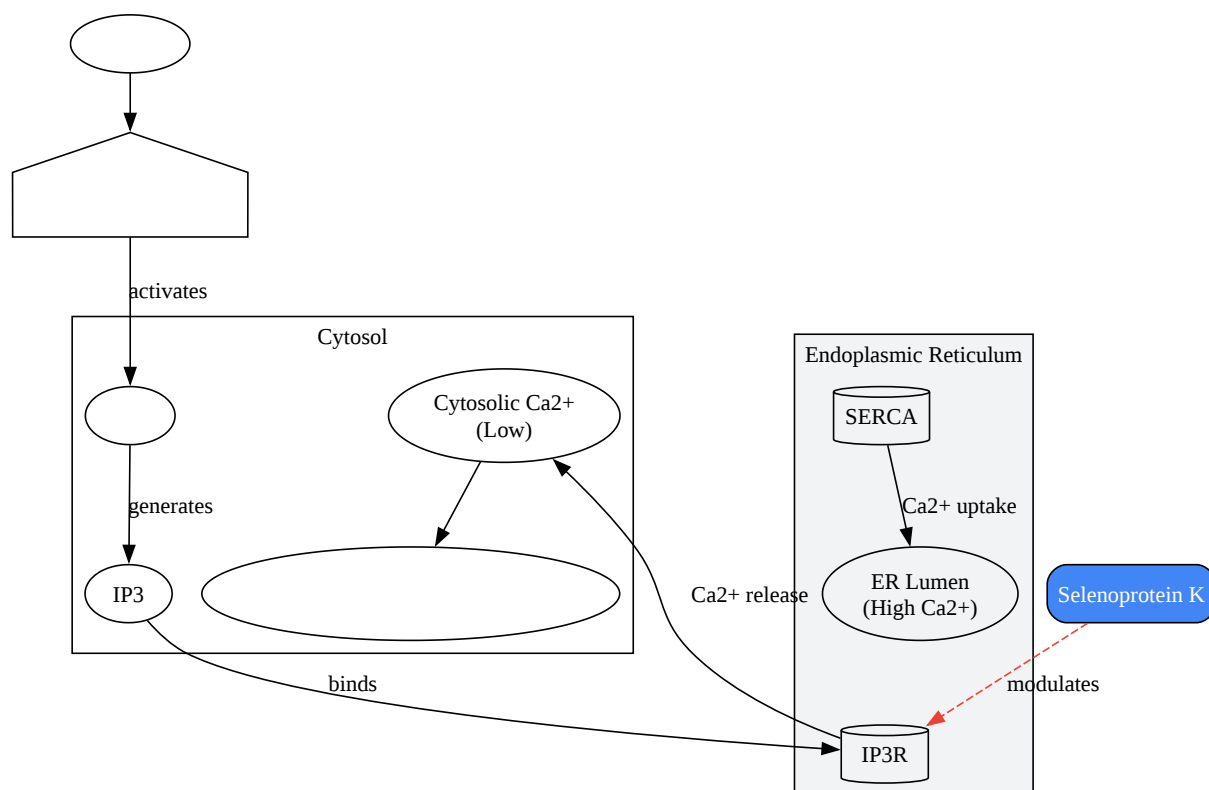 activates
Cytosol
Endoplasmic Reticulum
Cytosolic Ca2+
(Low)
SERCA
generates
Ca2+ uptake
IP3
Ca2+ release
ER Lumen
(High Ca2+)
Selenoprotein K
binds
modulates
IP3R